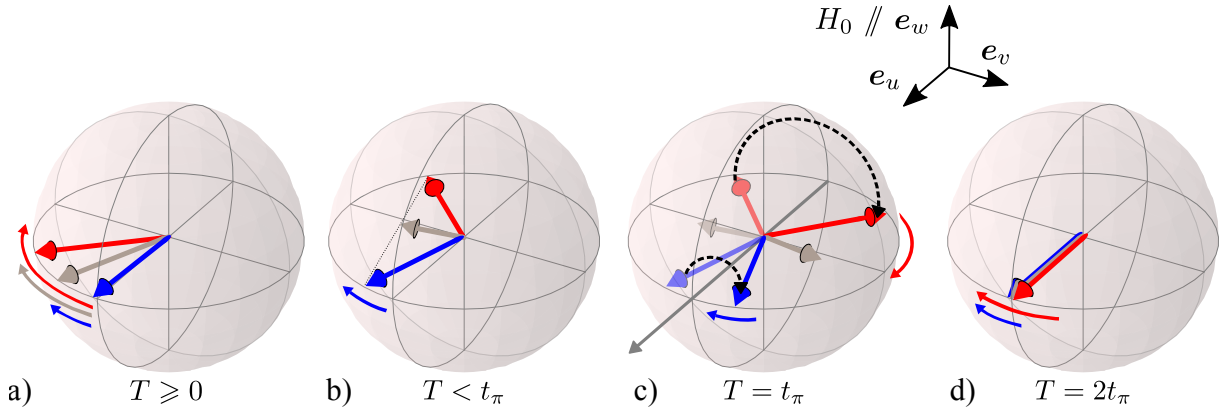 H₀ ∥ e_w
e_v
e_u
a) T ⩾ 0
b) T < t_π
c) T = t_π
d) T = 2t_π